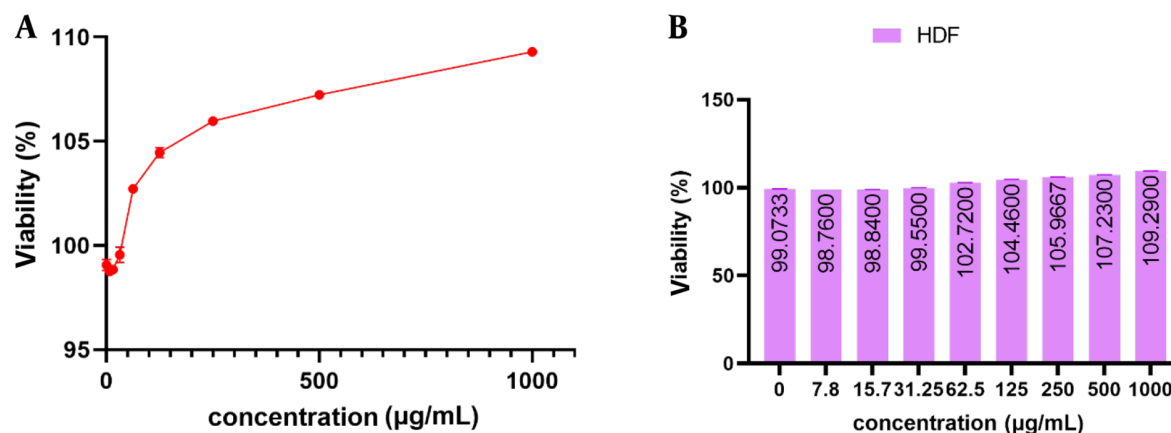 A
110
105
100
95
Viability (%)
0 500 1000
concentration (µg/mL)
B
HDF
150
100
50
0
Viability (%)
99.0733
98.7600
98.8400
99.5500
102.7200
104.4600
105.9667
107.2300
109.2900
0 7.8 15.7 31.25 62.5 125 250 500 1000
concentration (µg/mL)